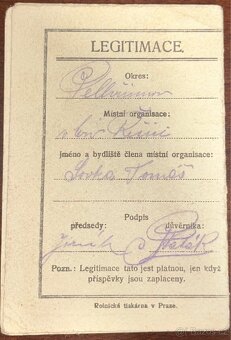 LEGITIMACE.
Okres:
Pelhřimov
Místní organisace:
jméno a bydliště člena místní organisace:
Tomáš
Podpis
předsedy: důvěrníka:
Pozn.: Legitimace tato jest platnou, jen když
příspěvky jsou zaplaceny.
Rolnická tiskárna v Praze.